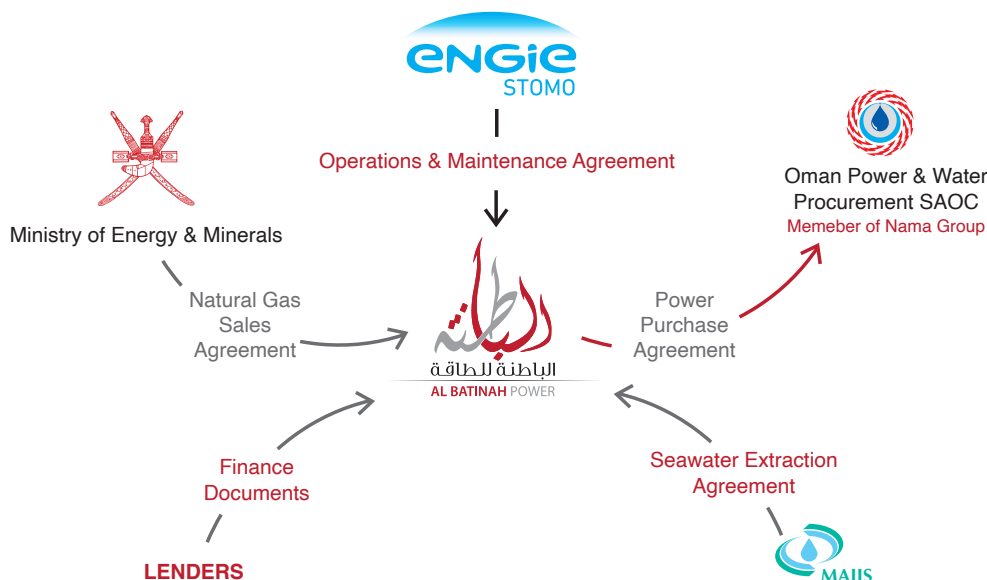 ENGIE
STOMO
Operations & Maintenance Agreement
Ministry of Energy & Minerals
Oman Power & Water
Procurement SAOC
Memeber of Nama Group
Natural Gas
Sales
Agreement
الباطنة
الباطنة للطاقة
AL BATINAH POWER
Power
Purchase
Agreement
Finance
Documents
Seawater Extraction
Agreement
LENDERS
MAJIS